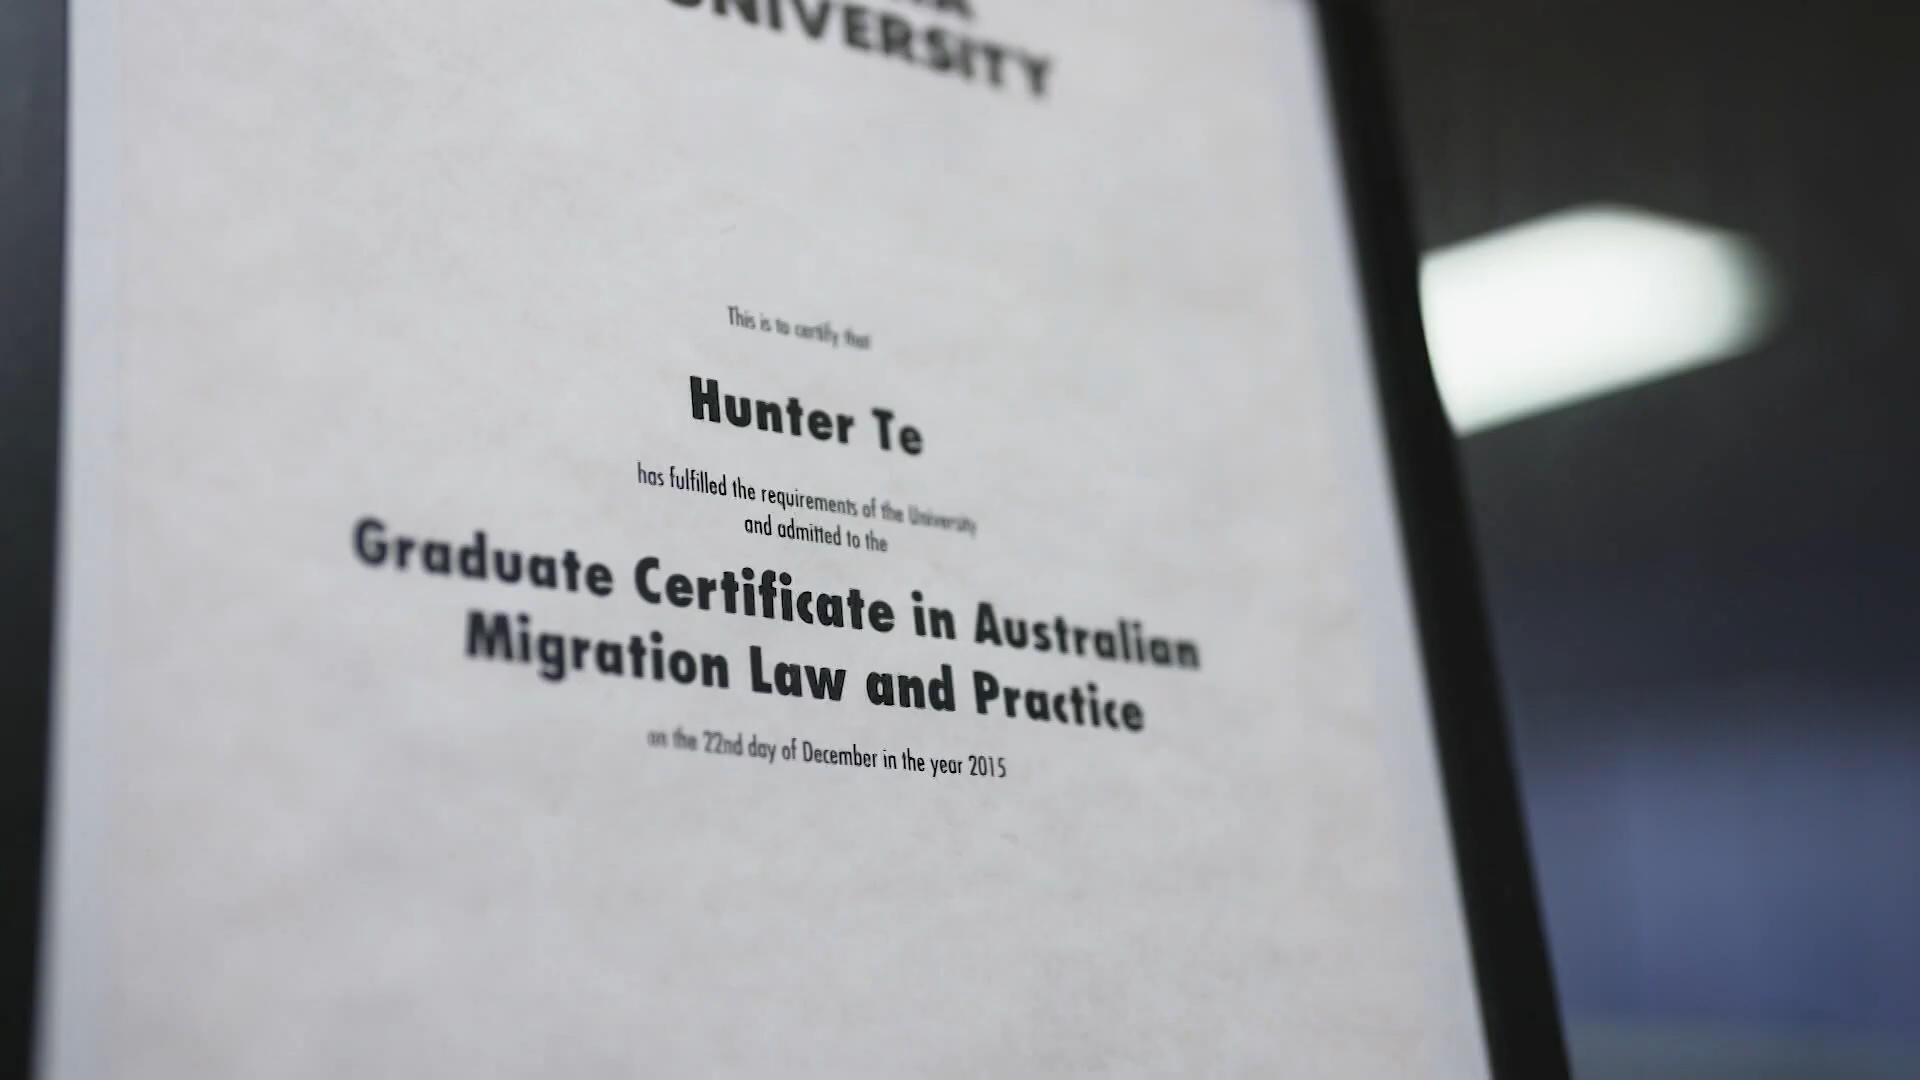 UNIVERSITY
This is to certify that
Hunter Te
has fulfilled the requirements of the University
and admitted to the
Graduate Certificate in Australian
Migration Law and Practice
on the 22nd day of December in the year 2015